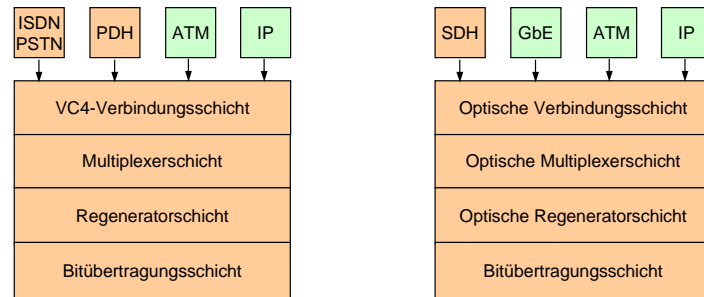 ISDN
PSTN
PDH
ATM
IP
VC4-Verbindungsschicht
Multiplexerschicht
Regeneratorschicht
Bitübertragungsschicht
SDH
GbE
ATM
IP
Optische Verbindungsschicht
Optische Multiplexerschicht
Optische Regeneratorschicht
Bitübertragungsschicht